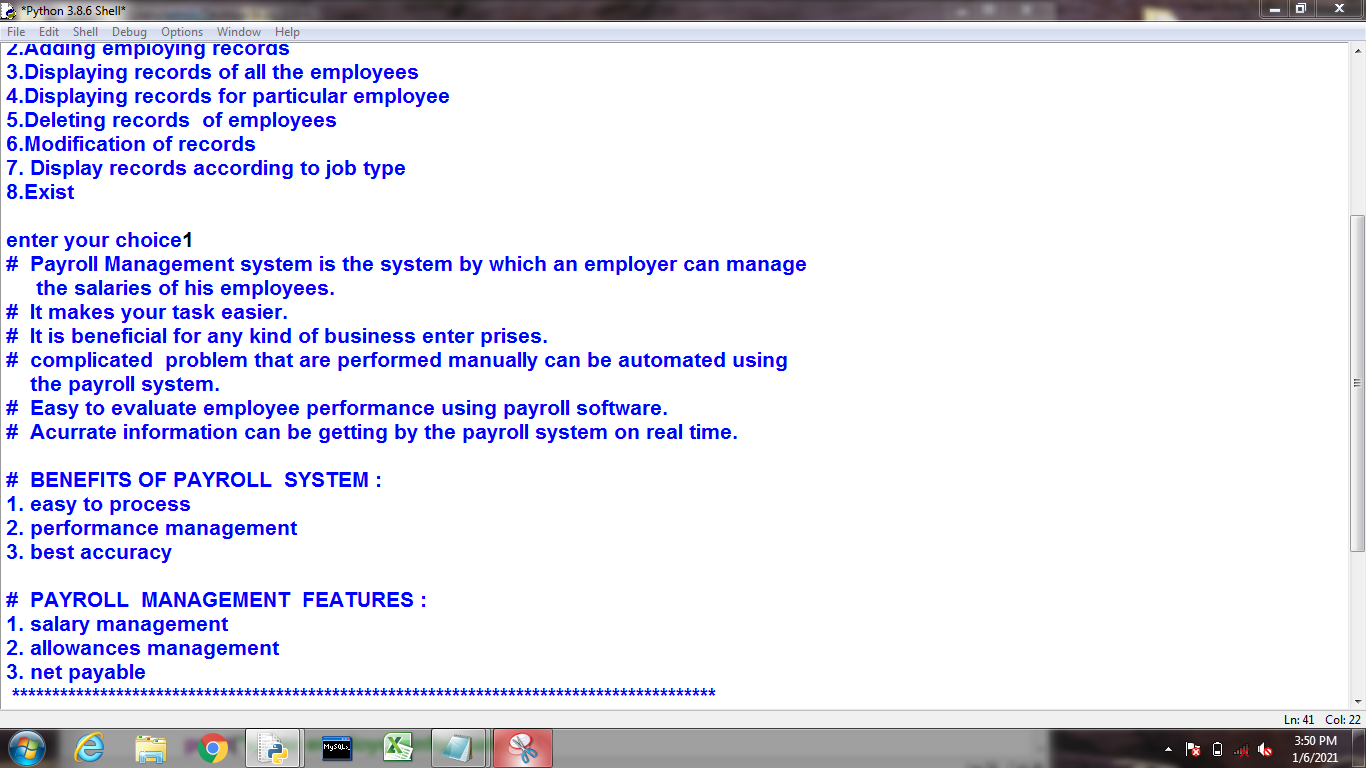 *Python 3.8.6 Shell*
File Edit Shell Debug Options Window Help
2.Adding employing records
3.Displaying records of all the employees
4.Displaying records for particular employee
5.Deleting records  of employees
6.Modification of records
7. Display records according to job type
8.Exist
enter your choice1
#  Payroll Management system is the system by which an employer can manage
the salaries of his employees.
#  It makes your task easier.
#  It is beneficial for any kind of business enter prises.
#  complicated  problem that are performed manually can be automated using
the payroll system.
#  Easy to evaluate employee performance using payroll software.
#  Acurrate information can be getting by the payroll system on real time.
#  BENEFITS OF PAYROLL  SYSTEM :
1. easy to process
2. performance management
3. best accuracy
#  PAYROLL  MANAGEMENT  FEATURES :
1. salary management
2. allowances management
3. net payable
****************************************************************************************
Ln: 41 Col: 22
MySQL
3:50 PM
1/6/2021